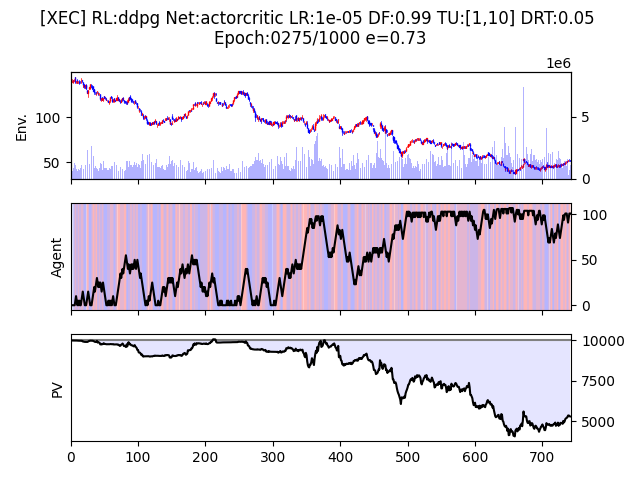 [XEC] RL:ddpg Net:actorcritic LR:1e-05 DF:0.99 TU:[1,10] DRT:0.05
Epoch:0275/1000 e=0.73
1e6
Env.
100
50
5
0
Agent
100
50
0
PV
10000
7500
5000
0 100 200 300 400 500 600 700